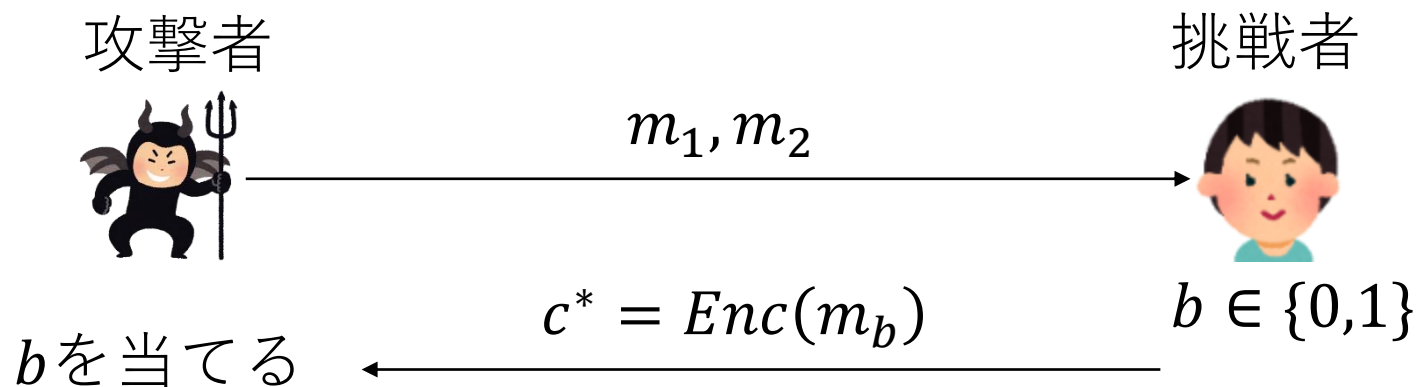 攻撃者
挑戦者
m₁, m₂
c* = Enc(m_b)
b ∈ {0,1}
bを当てる